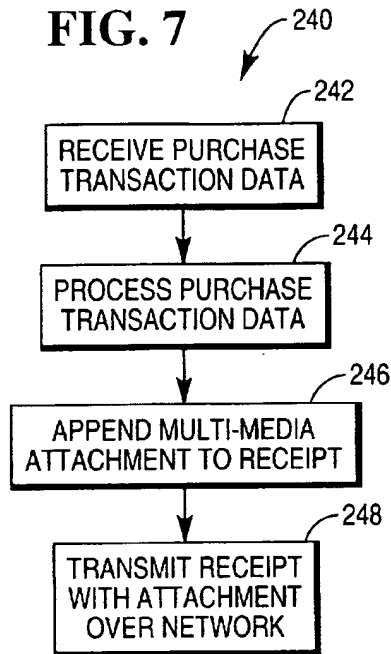 FIG. 7
240
242
RECEIVE PURCHASE
TRANSACTION DATA
244
PROCESS PURCHASE
TRANSACTION DATA
246
APPEND MULTI-MEDIA
ATTACHMENT TO RECEIPT
248
TRANSMIT RECEIPT
WITH ATTACHMENT
OVER NETWORK